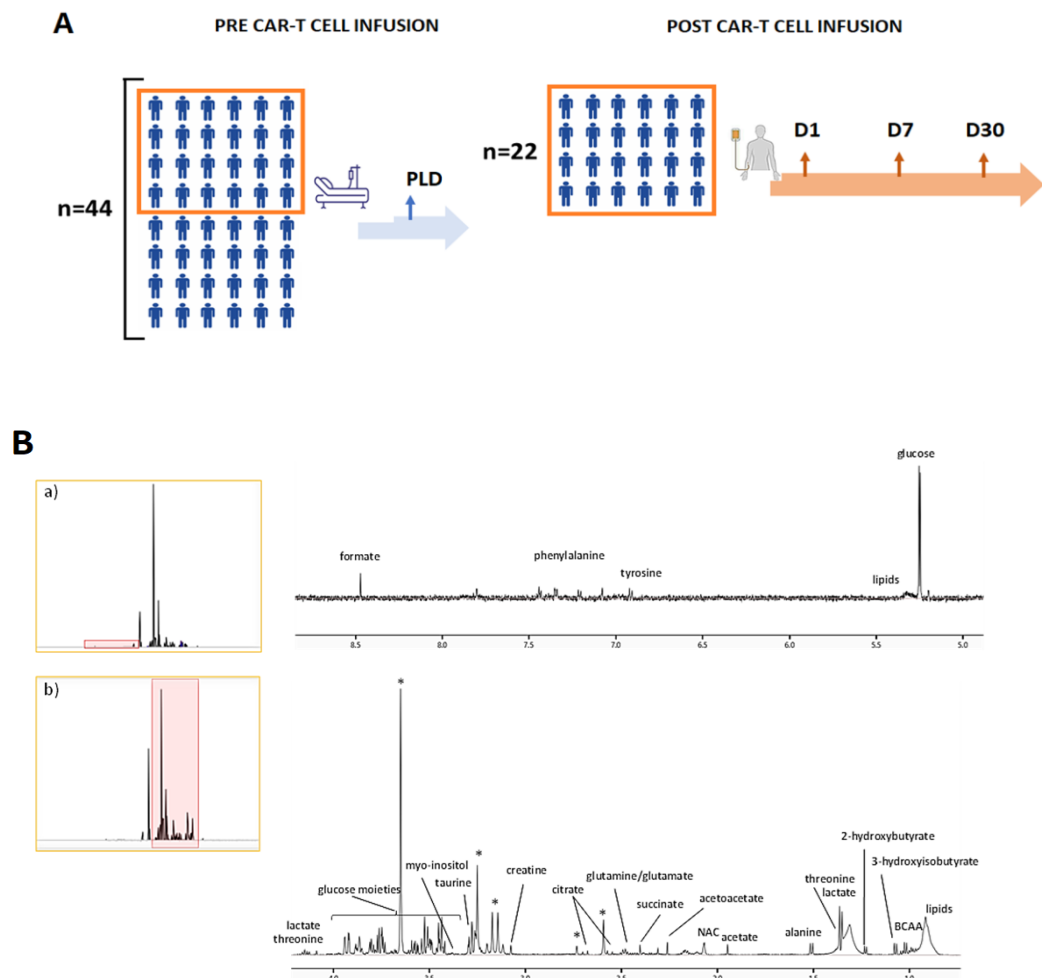 A
PRE CAR-T CELL INFUSION
POST CAR-T CELL INFUSION
n=44
PLD
n=22
D1
D7
D30
B
a)
glucose
formate
phenylalanine
tyrosine
lipids
8.5
8.0
7.5
7.0
6.5
6.0
5.5
5.0
b)
*
*
*
*
*
2-hydroxybutyrate
3-hydroxyisobutyrate
myo-inositol
creatine
glutamine/glutamate
taurine
citrate
acetoacetate
threonine
lactate
glucose moieties
succinate
lipids
lactate
threonine
NAC
acetate
alanine
BCAA